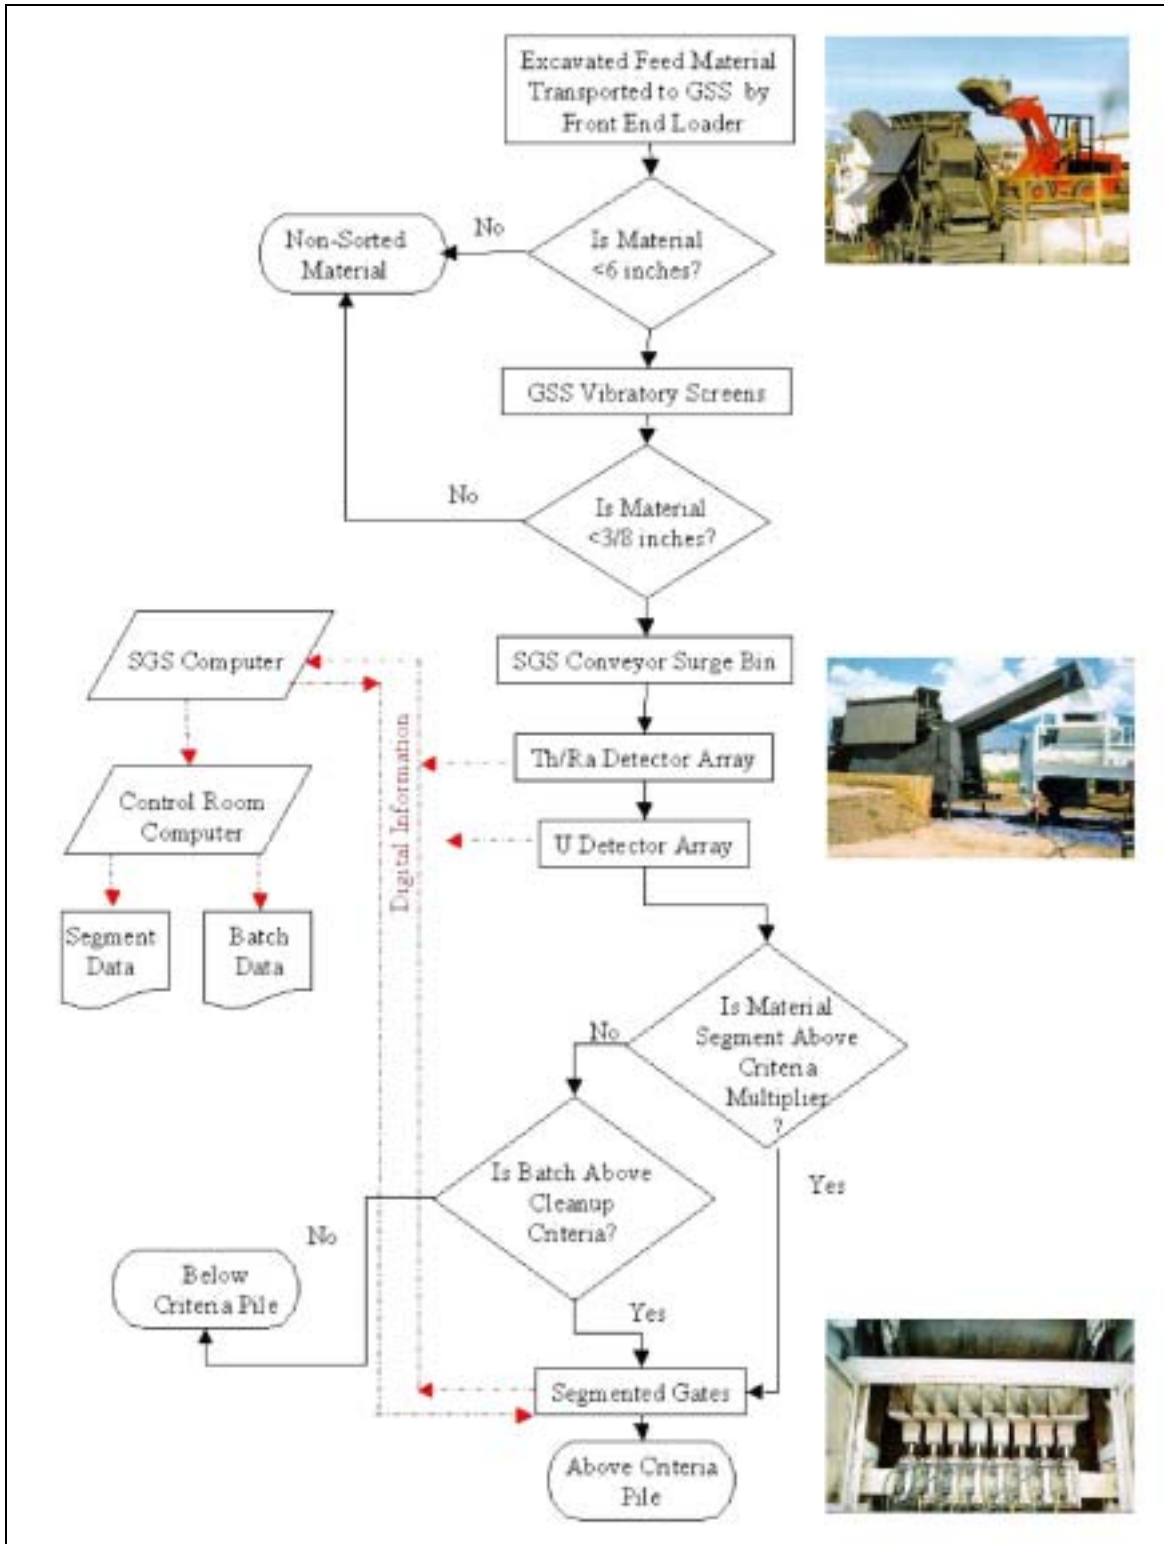 Excavated Feed Material
Transported to GSS by
Front End Loader
No
Non-Sorted
Material
Is Material
<6 inches?
GSS Vibratory Screens
No
Is Material
<3/8 inches?
SGS Computer
SGS Conveyor Surge Bin
Digital Information
Th/Ra Detector Array
Control Room
Computer
U Detector Array
Segment
Data
Batch
Data
Is Material
Segment Above
Criteria
Multiplier
?
No
Is Batch Above
Cleanup
Criteria?
Yes
No
Below
Criteria Pile
Yes
Segmented Gates
Above Criteria
Pile